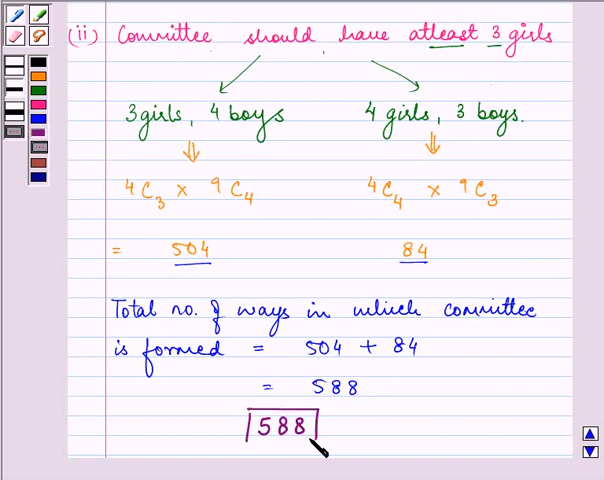 (ii) Committee should have atleast 3 girls
3 girls, 4 boys 4 girls, 3 boys.
⁴C₃ × ⁹C₄ ⁴C₄ × ⁹C₃
= 504 84
Total no. of ways in which committee
is formed = 504 + 84
= 588
588